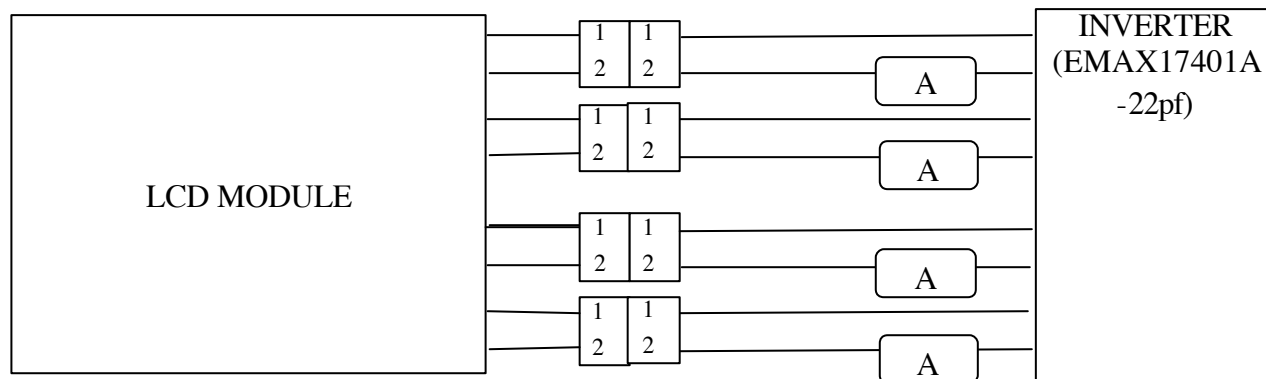 LCD MODULE
1 1
2 2
A
1 1
2 2
A
1 1
2 2
A
1 1
2 2
A
INVERTER
(EMAX17401A
-22pf)